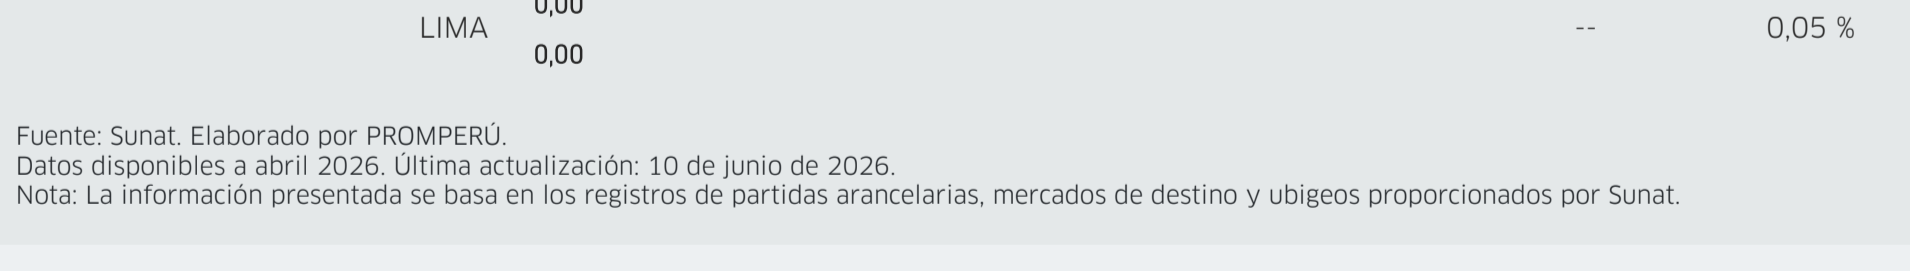 0,00
LIMA -- 0,05 %
0,00
Fuente: Sunat. Elaborado por PROMPERÚ.
Datos disponibles a abril 2026. Última actualización: 10 de junio de 2026.
Nota: La información presentada se basa en los registros de partidas arancelarias, mercados de destino y ubigeos proporcionados por Sunat.